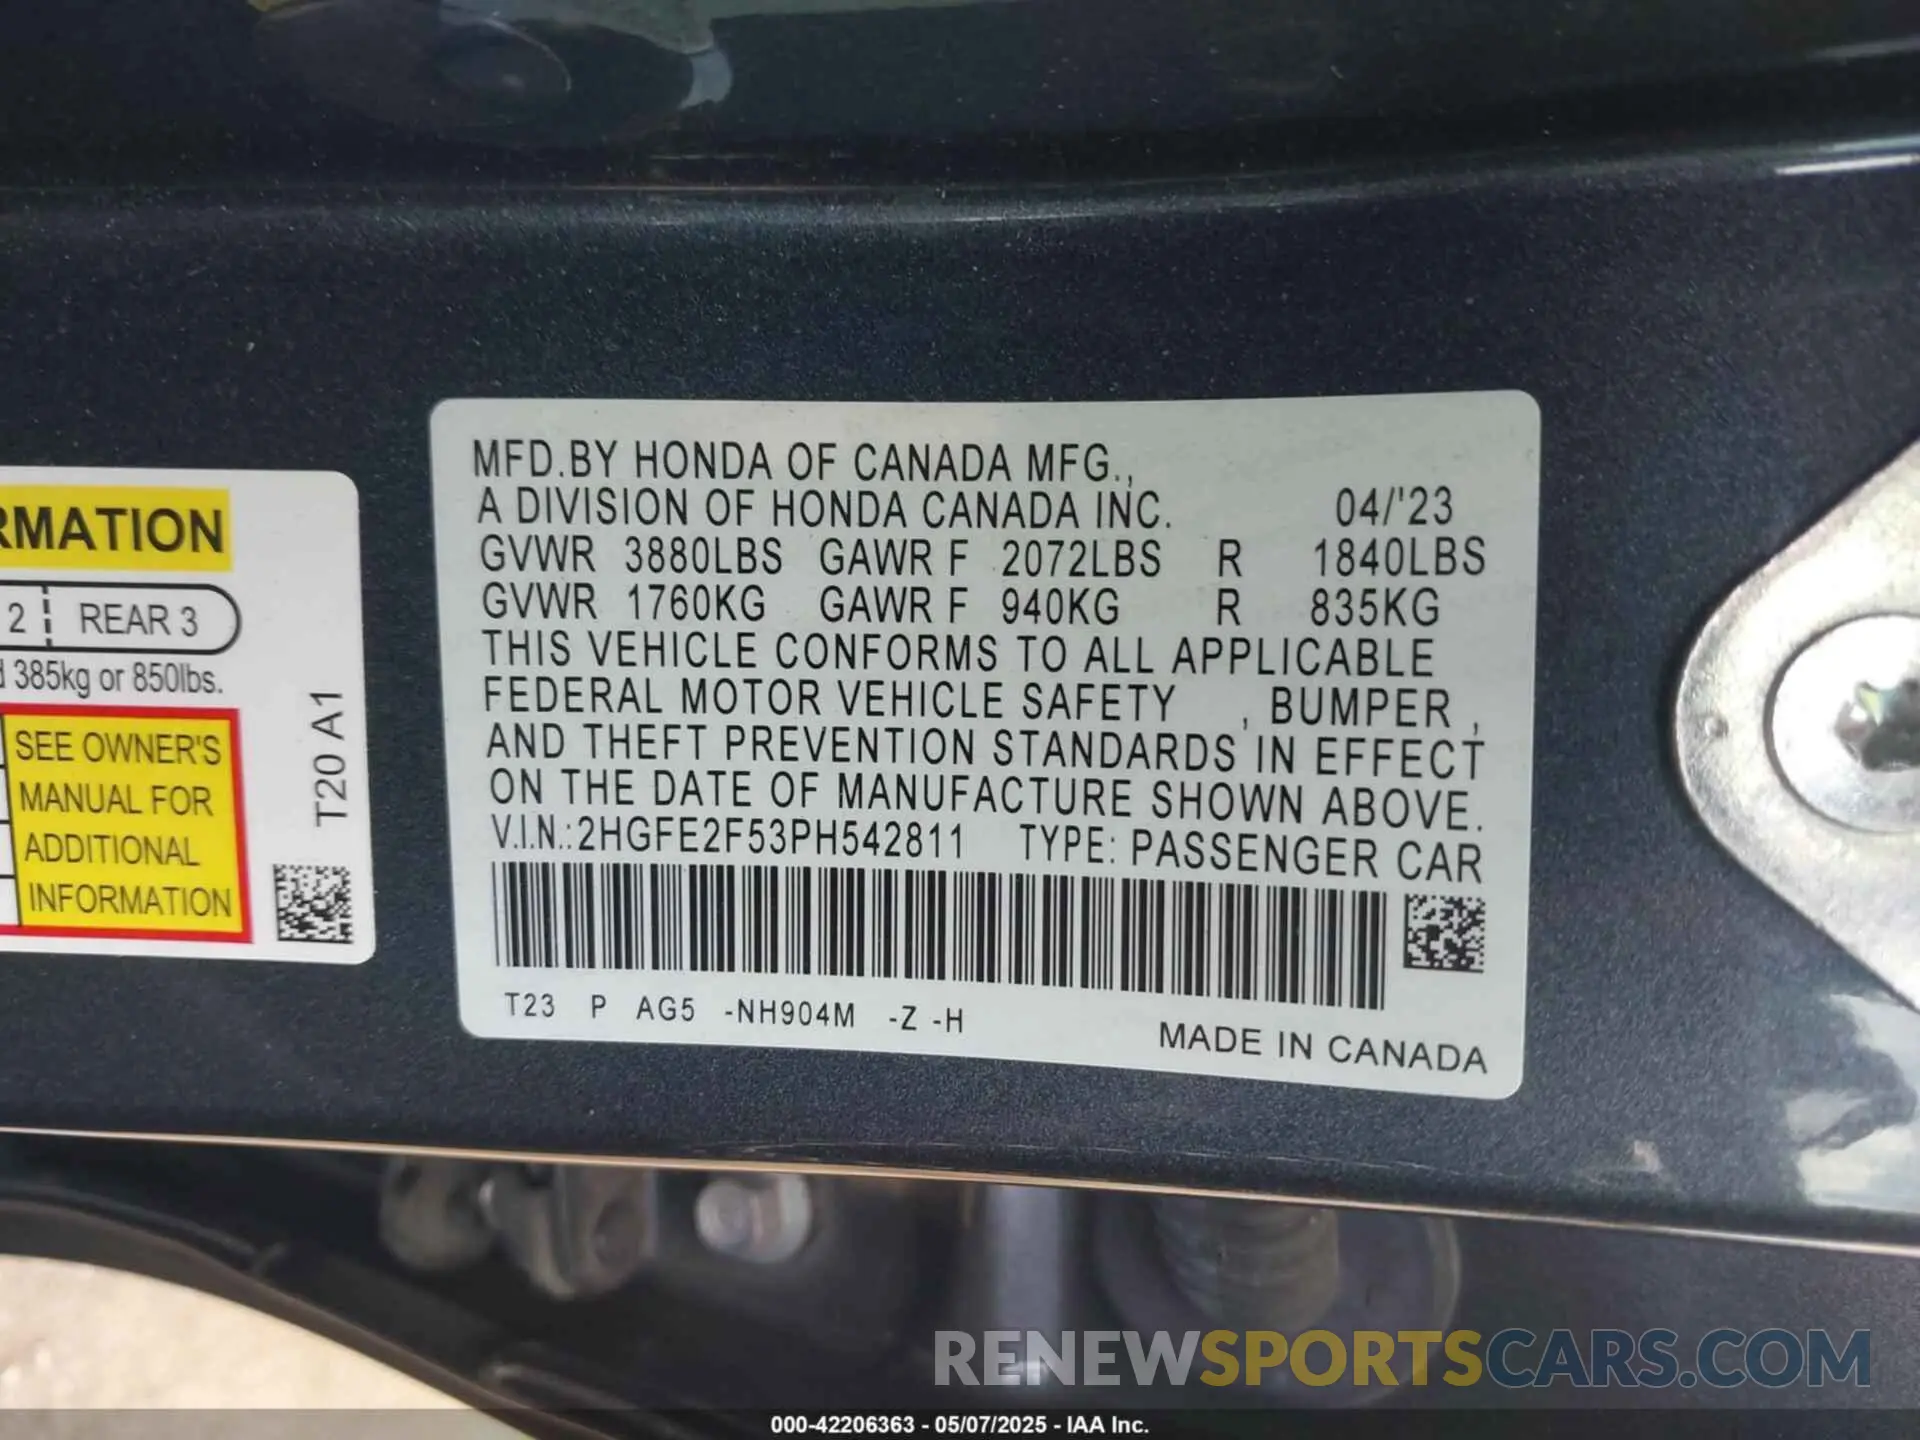 RMATION
2 REAR 3
385kg or 850lbs.
SEE OWNER'S
MANUAL FOR
ADDITIONAL
INFORMATION
T20 A1
MFD.BY HONDA OF CANADA MFG.,
A DIVISION OF HONDA CANADA INC. 04/'23
GVWR 3880LBS GAWR F 2072LBS R 1840LBS
GVWR 1760KG GAWR F 940KG R 835KG
THIS VEHICLE CONFORMS TO ALL APPLICABLE
FEDERAL MOTOR VEHICLE SAFETY , BUMPER ,
AND THEFT PREVENTION STANDARDS IN EFFECT
ON THE DATE OF MANUFACTURE SHOWN ABOVE.
V.I.N.: 2HGFE2F53PH542811 TYPE: PASSENGER CAR
T23 P AG5 -NH904M -Z -H
MADE IN CANADA
RENEWSPORTSCARS.COM
000-42206363 - 05/07/2025 - IAA Inc.